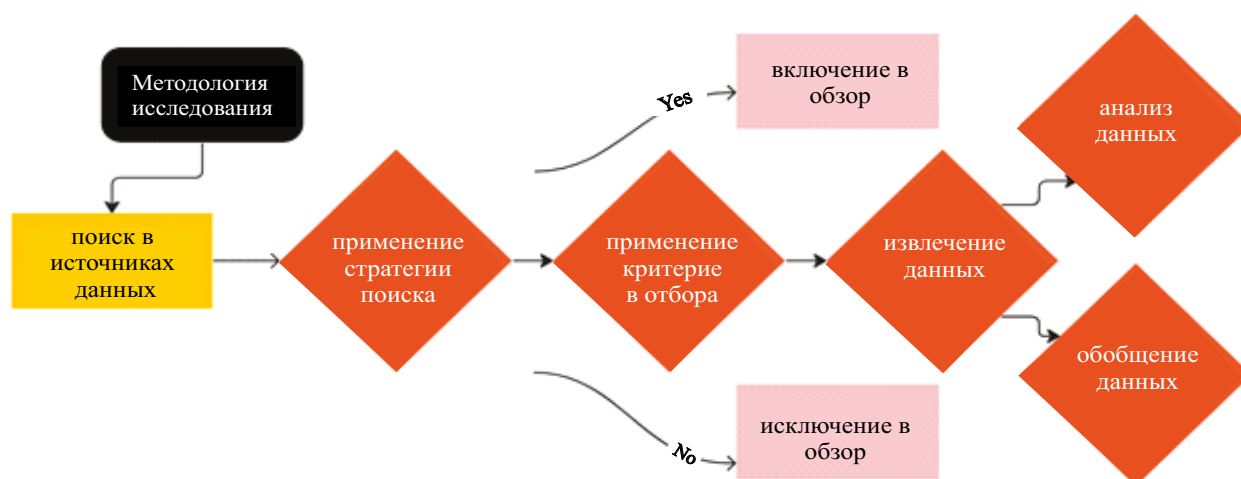 Методология
исследования
поиск в
источниках
данных
применение
стратегии
поиска
Yes
включение в
обзор
применение
критерие
в отбора
No
исключение в
обзор
извлечение
данных
анализ
данных
обобщение
данных